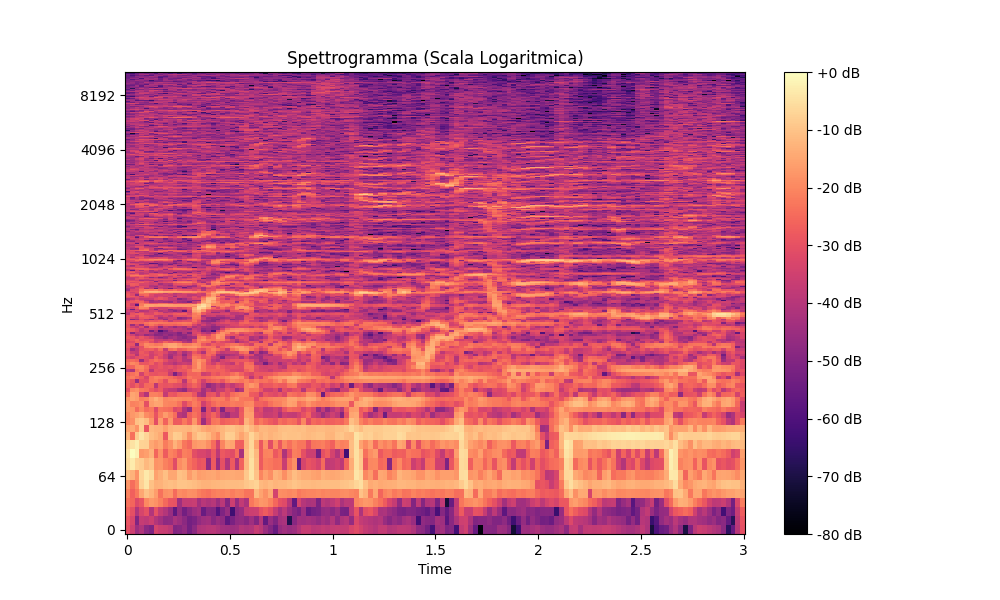 Spettrogramma (Scala Logaritmica)
Hz
8192
4096
2048
1024
512
256
128
64
0
0 0.5 1 1.5 2 2.5 3
Time
+0 dB
-10 dB
-20 dB
-30 dB
-40 dB
-50 dB
-60 dB
-70 dB
-80 dB